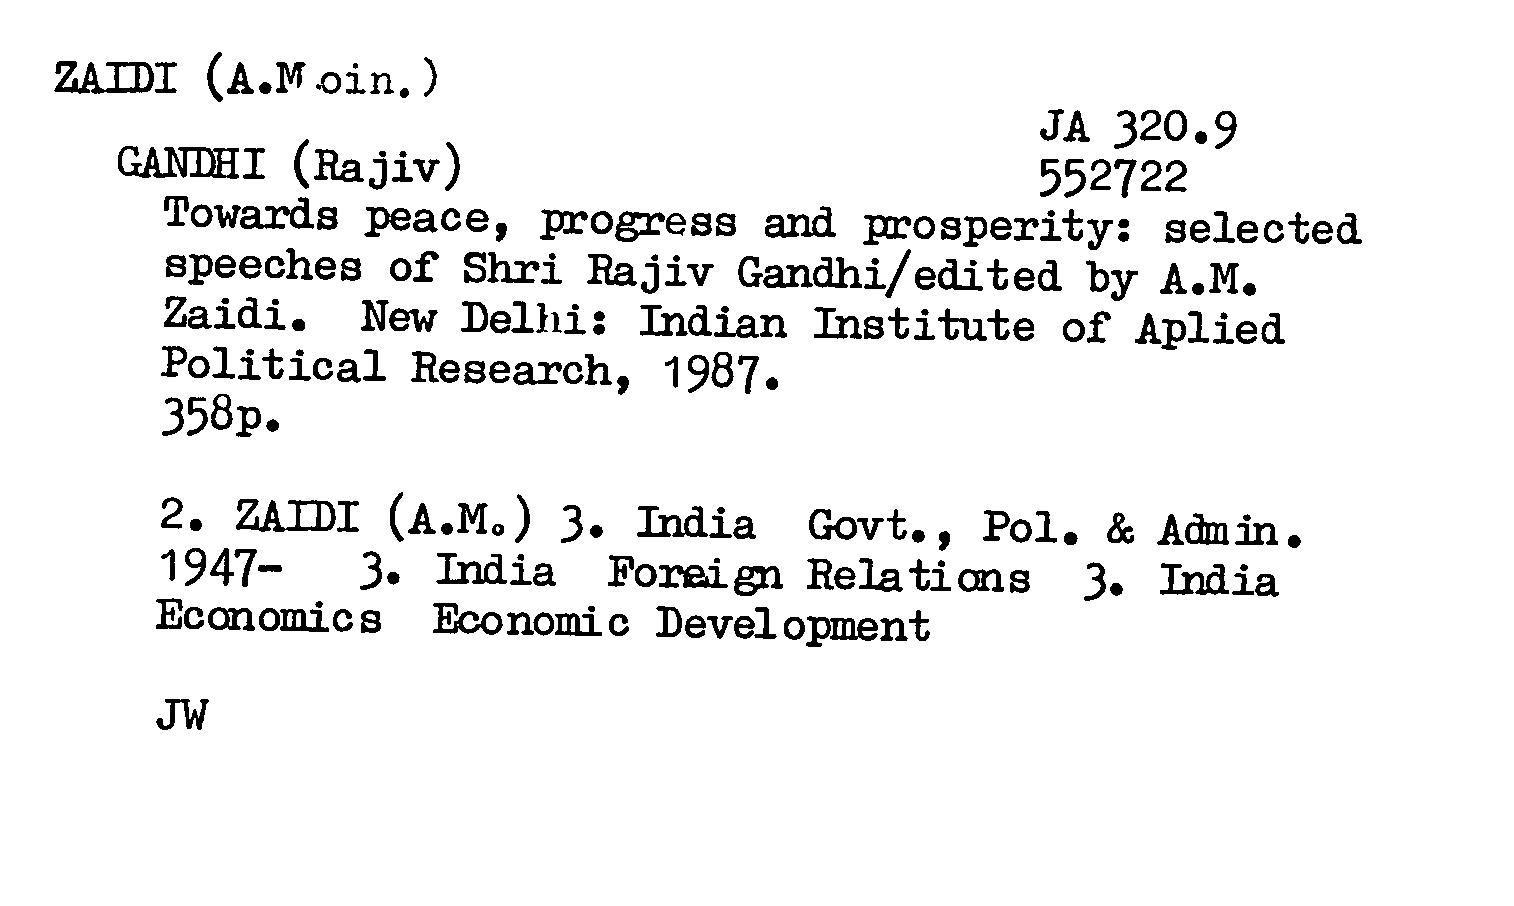 ZAIDI (A.Moin.)
JA 320.9
GANDHI (Rajiv)
552722
Towards peace, progress and prosperity: selected
speeches of Shri Rajiv Gandhi/edited by A.M.
Zaidi. New Delhi: Indian Institute of Aplied
Political Research, 1987.
358p.
2. ZAIDI (A.M.) 3. India Govt., Pol. & Admin.
1947- 3. India Foreign Relations 3. India
Economics Economic Development
JW